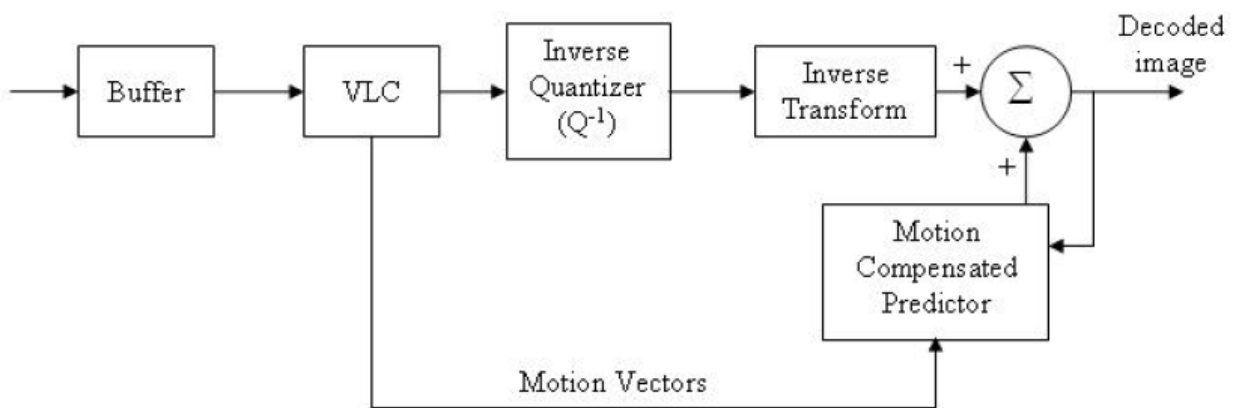 Decoded
image
Buffer
VLC
Inverse
Quantizer
(Q⁻¹)
Inverse
Transform
+
Σ
+
Motion
Compensated
Predictor
Motion Vectors